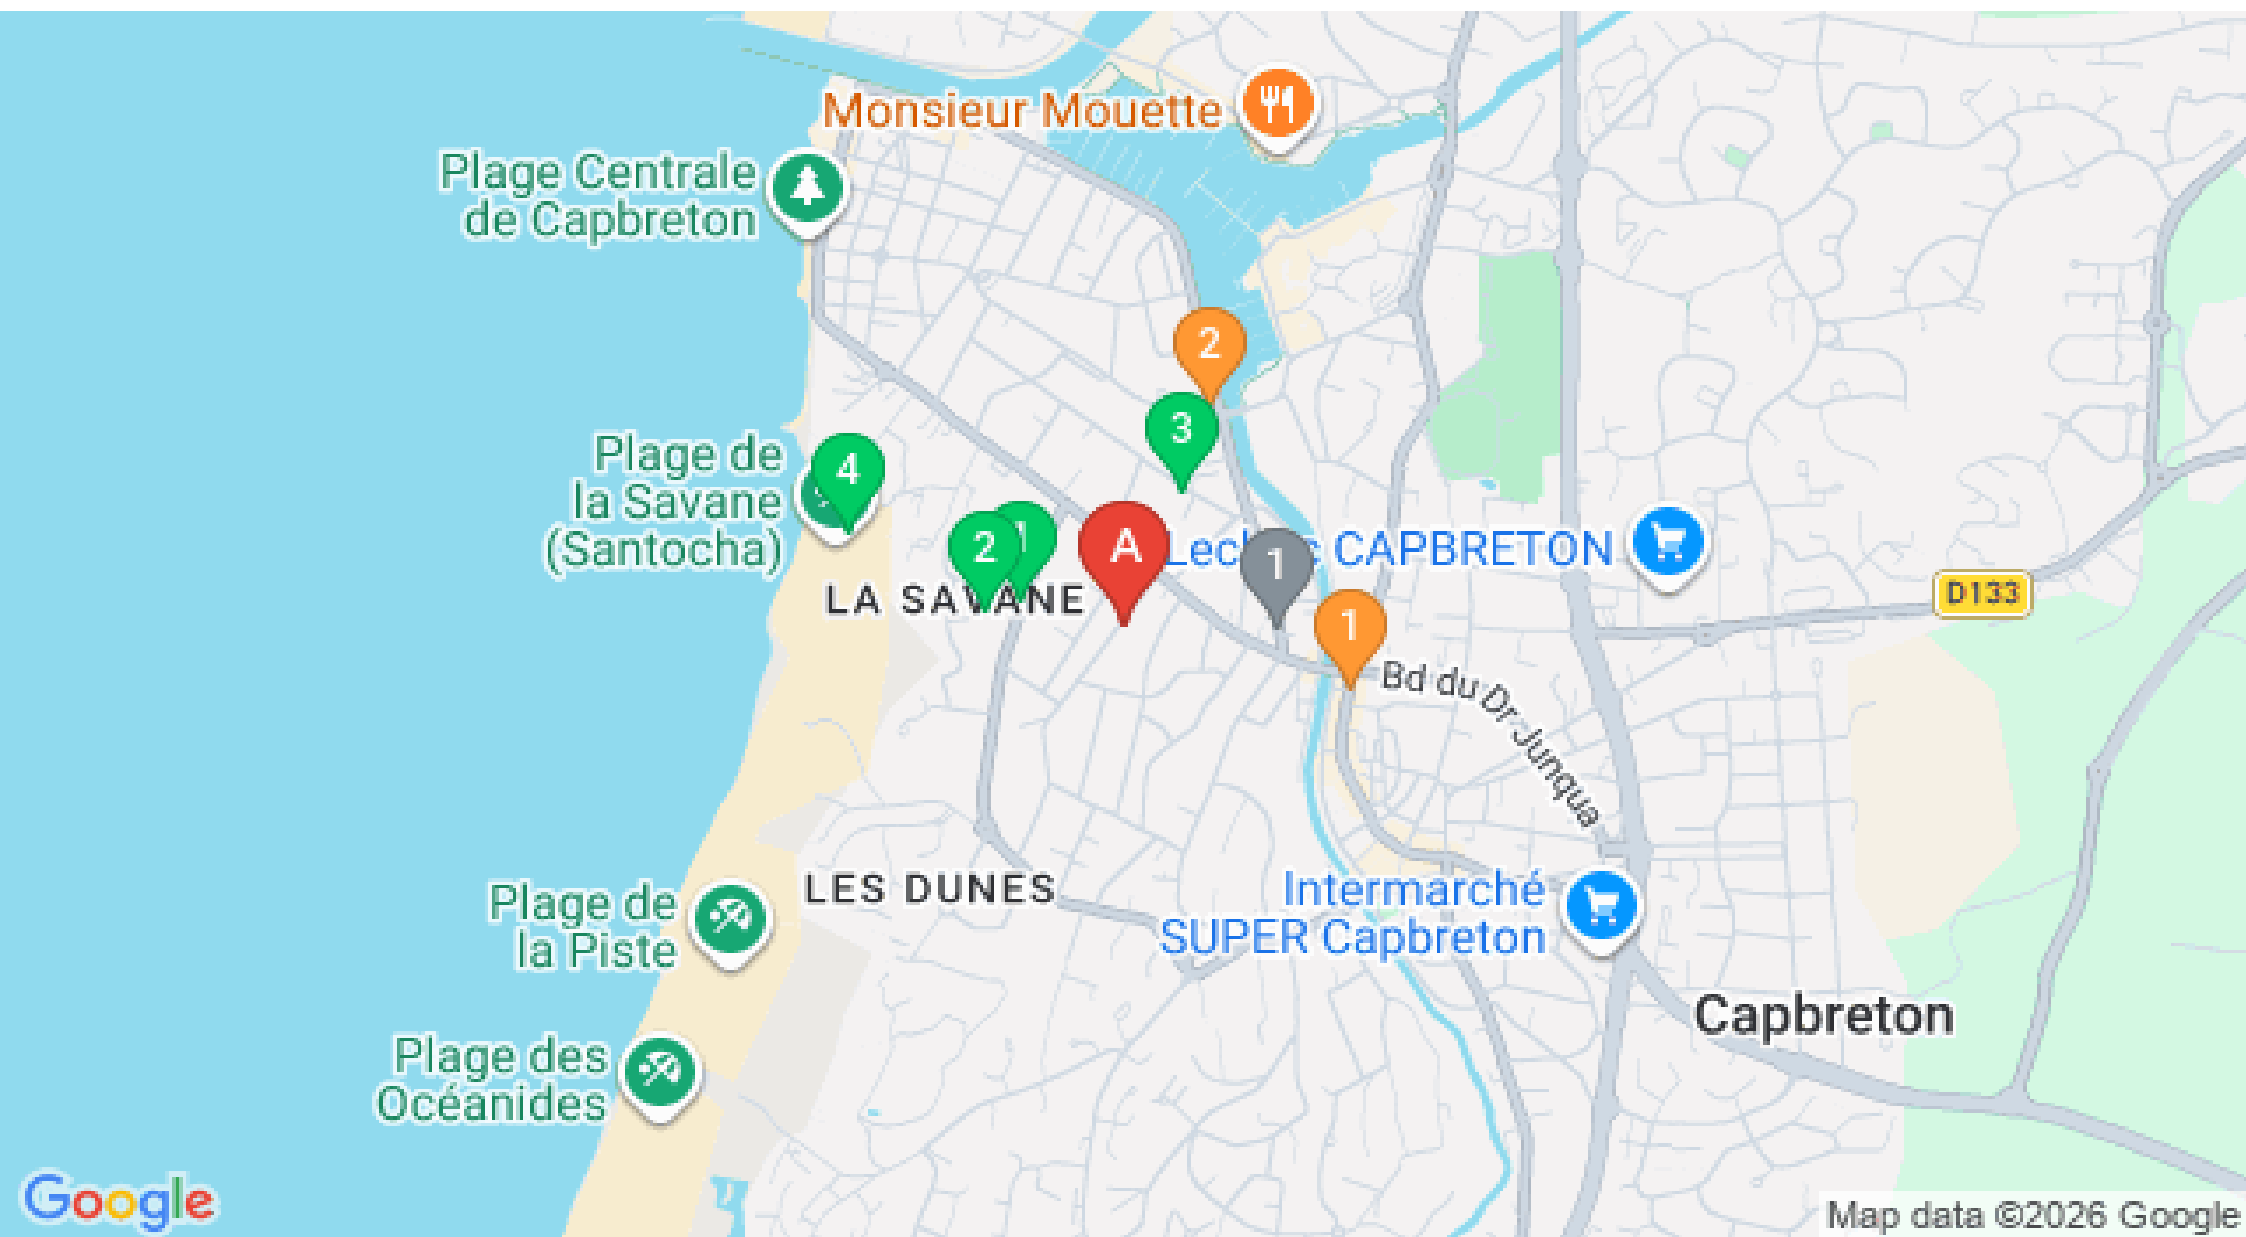 Monsieur Mouette
Plage Centrale
de Capbreton
2
3
Plage de
la Savane
(Santocha)
4
2
1
A
1
CAPBRETON
D133
LA SAVANE
1
Bd du Dr Junqua
Plage de
la Piste
LES DUNES
Intermarché
SUPER Capbreton
Capbreton
Plage des
Océanides
Google
Map data ©2026 Google